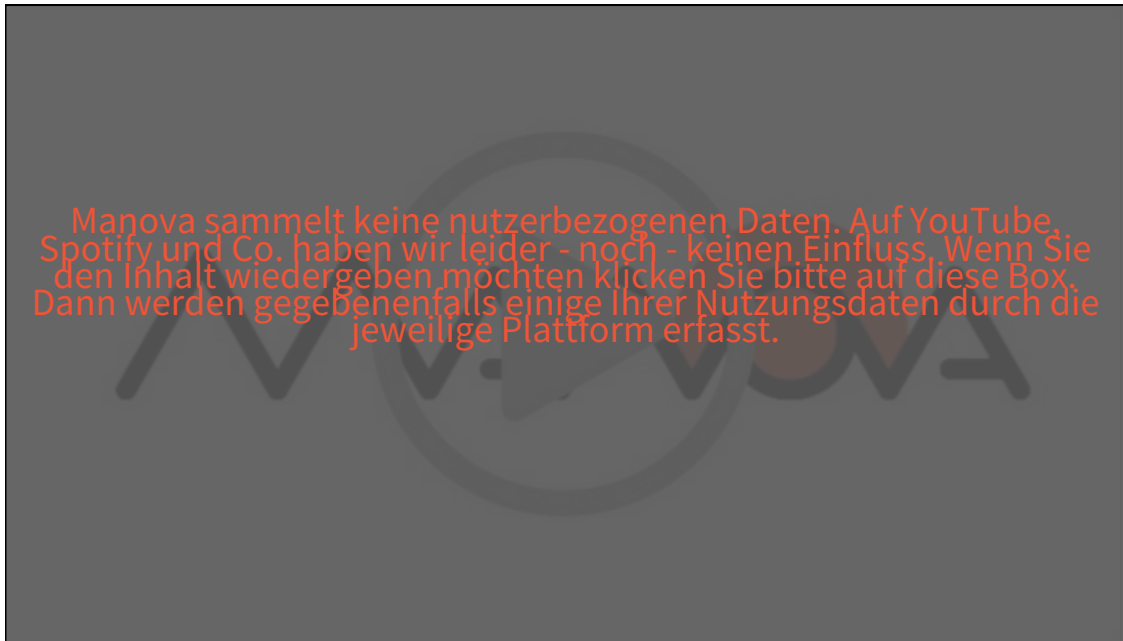 Manova sammelt keine nutzerbezogenen Daten. Auf YouTube,
Spotify und Co. haben wir leider - noch - keinen Einfluss. Wenn Sie
den Inhalt wiedergeben möchten klicken Sie bitte auf diese Box.
Dann werden gegebenenfalls einige Ihrer Nutzungsdaten durch die
jeweilige Plattform erfasst.
MANOVA